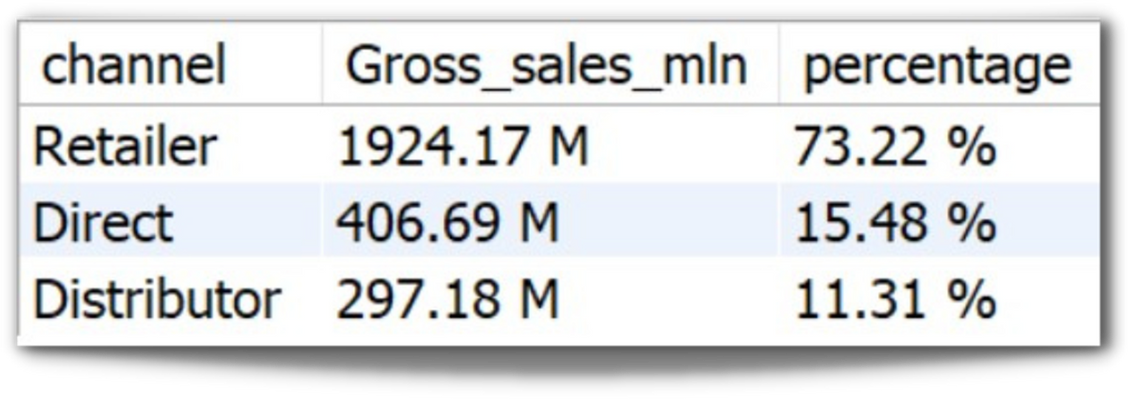 channel Gross_sales_mln percentage
Retailer 1924.17 M 73.22 %
Direct 406.69 M 15.48 %
Distributor 297.18 M 11.31 %